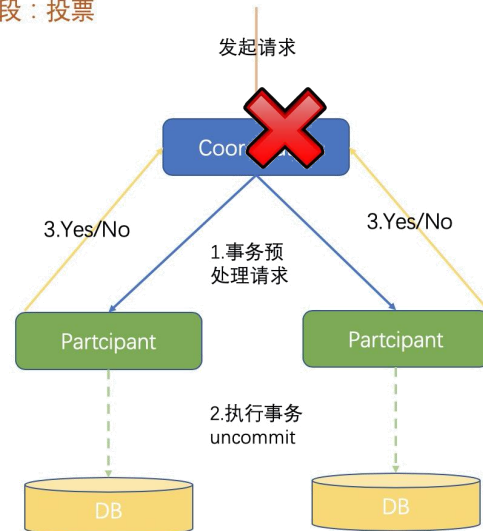 段：投票
发起请求
3.Yes/No
3.Yes/No
1.事务预
处理请求
Partcipant
Partcipant
2.执行事务
uncommit
DB
DB